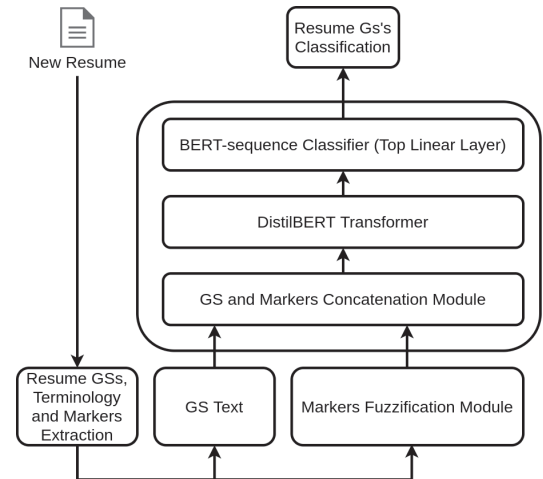 New Resume
Resume Gs's
Classification
BERT-sequence Classifier (Top Linear Layer)
DistilBERT Transformer
GS and Markers Concatenation Module
Resume GSs,
Terminology
and Markers
Extraction
GS Text
Markers Fuzzification Module